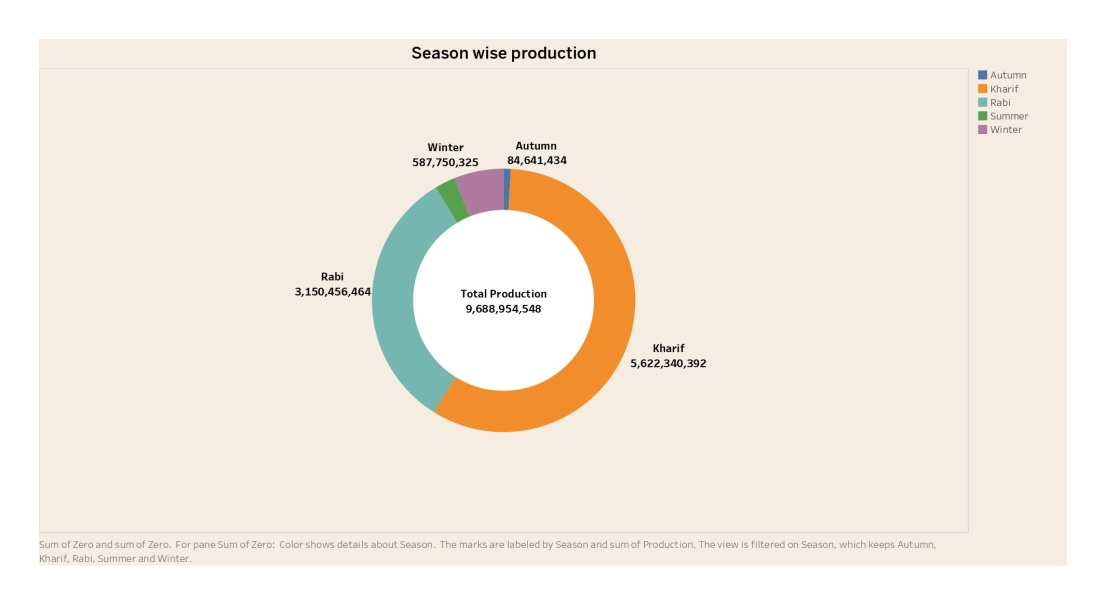 Season wise production
Autumn
Kharif
Rabi
Summer
Winter
Winter
587,750,325
Autumn
84,641,434
Rabi
3,150,456,464
Total Production
9,688,954,548
Kharif
5,622,340,392
Sum of Zero and sum of Zero. For pane Sum of Zero: Color shows details about Season. The marks are labeled by Season and sum of Production. The view is filtered on Season, which keeps Autumn,
Kharif, Rabi, Summer and Winter.